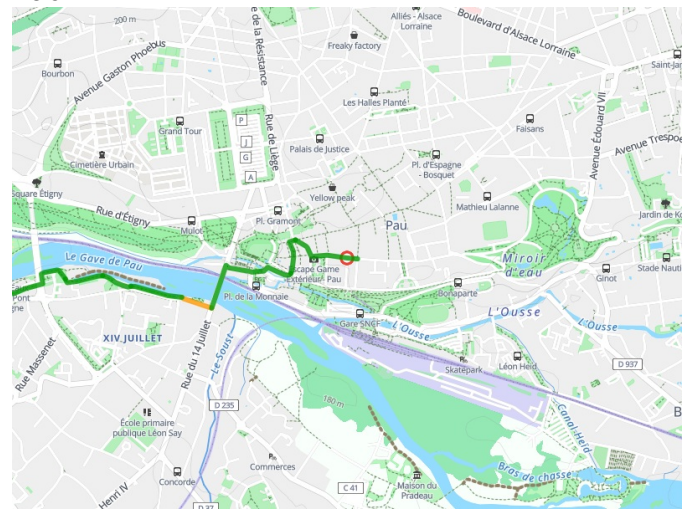 200 m
Alliés - Alsace
Lorraine
Boulevard d'Alsace Lorraine
Freaky factory
Avenue Gaston Phoebus
Bourbon
e de la Résistance
Saint-Ja
Les Halles Planté
Avenue Édouard VII
Grand Tour
P
J
G
A
Rue de Liège
Faisans
Palais de Justice
Avenue Trespoe
Cimetière Urbain
Pl. d'Espagne
- Bosquet
Square Étigny
Yellow peak
Mathieu Lalanne
Jardin de Ko
Rue d'Étigny
Pl. Gramont
Pau
Mulot
Le Gave de Pau
Miroir
d'eau
Stade Nauti
scape Game
Extérieur - Pau
Ginot
Pl. de la Monnaie
Bonaparte
Pont
gne
L'Ousse
L'Ousse
L'Ousse
Gare SNCF
XIV JUILLET
Rue du 14 Juillet
Le Soust
Rue Massenet
Skatepark
Léon Heid
D 937
Canal Heid
D 235
180 m
B
École primaire
publique Léon Say
Commerces
Bras de chasse
Concorde
Maison du
Pradeau
C 41
Henri IV
D 37